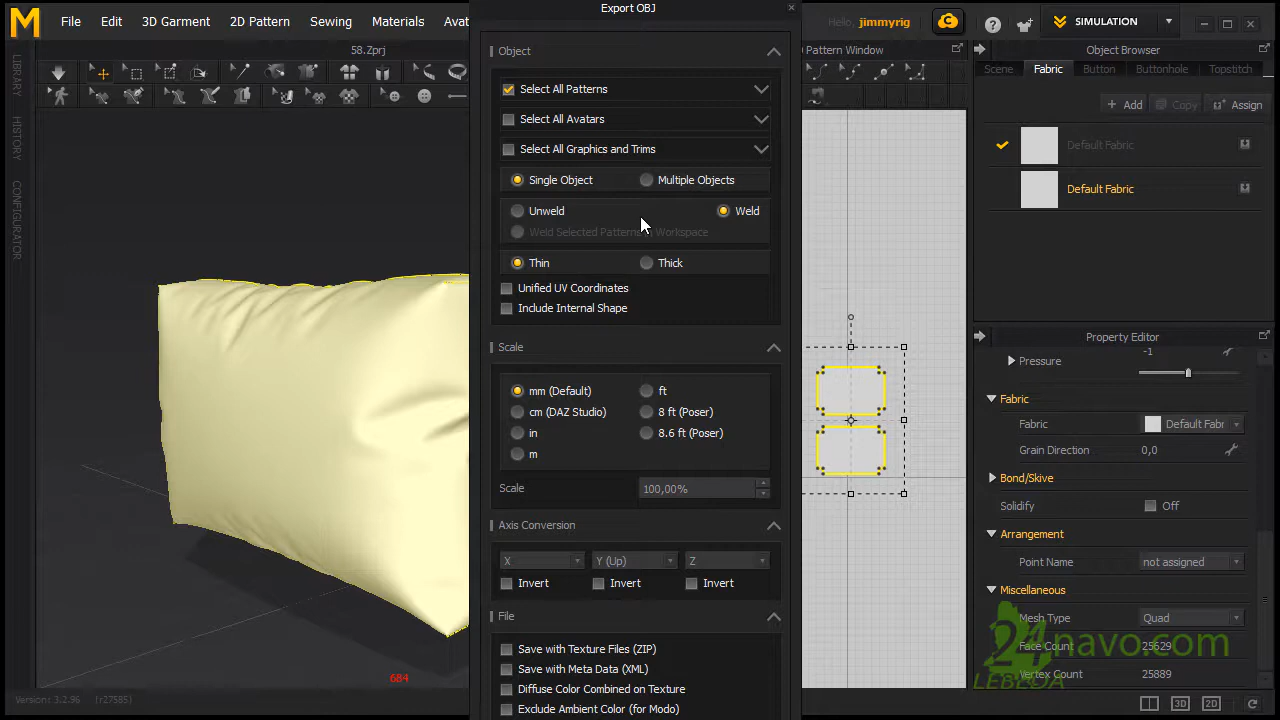 File Edit 3D Garment 2D Pattern Sewing Materials Avat
Export OBJ
Hello, jimmyrig
SIMULATION
58.Zprj
Pattern Window
Object Browser
Scene Fabric Button Buttonhole Topstitch
Add Copy Assign
Default Fabric
Default Fabric
LIBRARY
HISTORY
MODULAR CONFIGURATOR
Object
Select All Patterns
Select All Avatars
Select All Graphics and Trims
Single Object Multiple Objects
Unweld Weld
Weld Selected Patterns Workspace
Thin Thick
Unified UV Coordinates
Include Internal Shape
Scale
mm (Default) ft
cm (DAZ Studio) 8 ft (Poser)
in 8.6 ft (Poser)
m
Scale 100,00%
Axis Conversion
X Y (Up) Z
Invert Invert Invert
File
Save with Texture Files (ZIP)
Save with Meta Data (XML)
Diffuse Color Combined on Texture
Exclude Ambient Color (for Modo)
Property Editor
Pressure -1
Fabric
Fabric Default Fabr
Grain Direction 0,0
Bond/Skive
Solidify Off
Arrangement
Point Name not assigned
Miscellaneous
Mesh Type Quad
Face Count 25629
Vertex Count 25889
24navo.com
LEBEDA
684
Version: 3.2.96 (r27585)
3D 2D